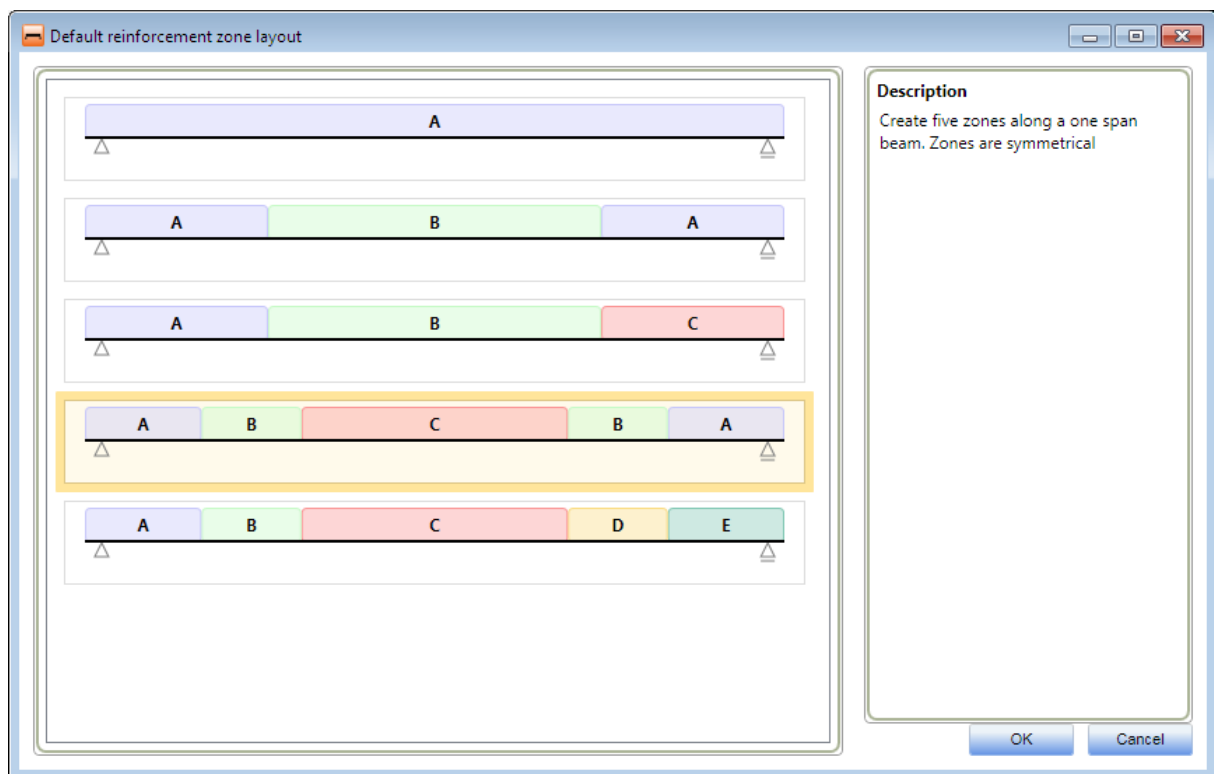 Default reinforcement zone layout
A
A B A
A B C
A B C B A
A B C D E
Description
Create five zones along a one span
beam. Zones are symmetrical
OK Cancel